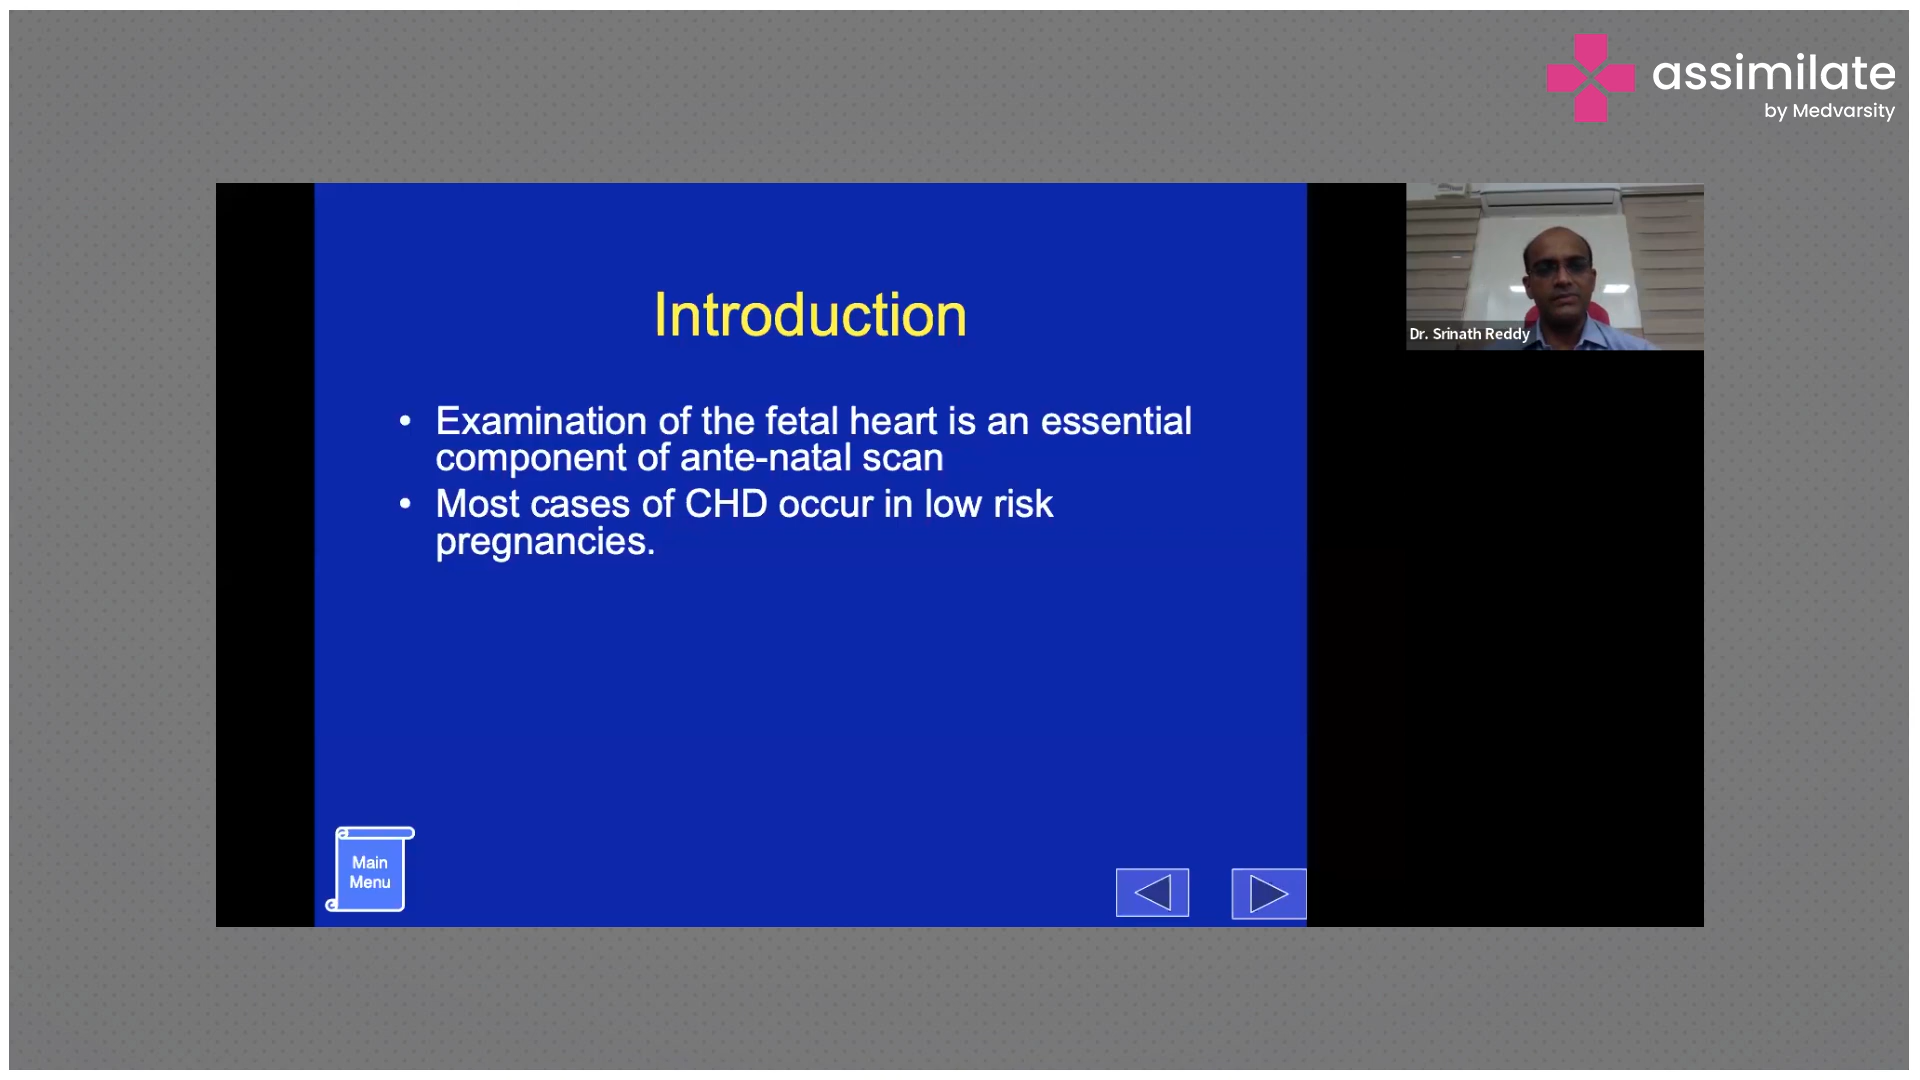 assimilate
by Medvarsity
Dr. Srinath Reddy
Introduction
• Examination of the fetal heart is an essential
component of ante-natal scan
• Most cases of CHD occur in low risk
pregnancies.
Main
Menu